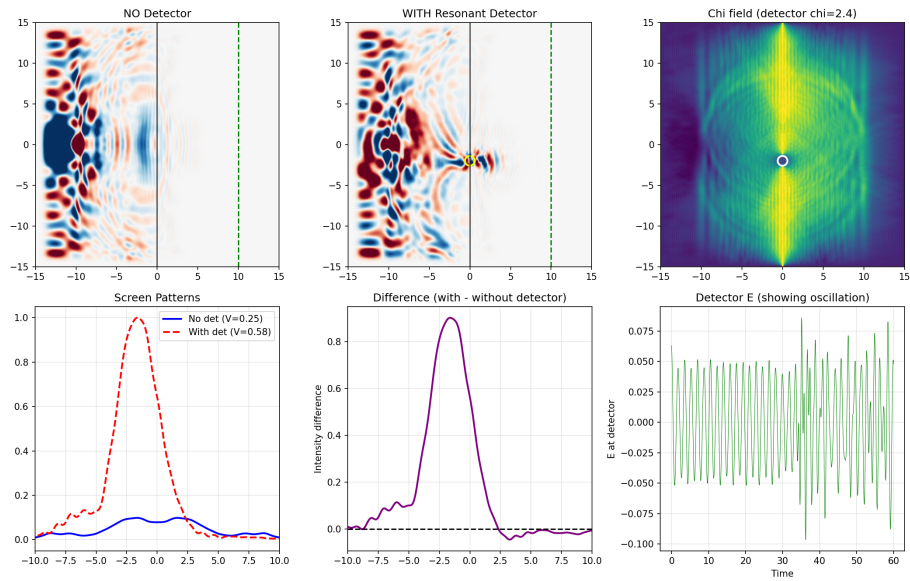 NO Detector
15
10
5
0
−5
−10
−15
−15 −10 −5 0 5 10 15
WITH Resonant Detector
15
10
5
0
−5
−10
−15
−15 −10 −5 0 5 10 15
Chi field (detector chi=2.4)
15
10
5
0
−5
−10
−15
−15 −10 −5 0 5 10 15
Screen Patterns
No det (V=0.25)
With det (V=0.58)
1.0
0.8
0.6
0.4
0.2
0.0
−10.0 −7.5 −5.0 −2.5 0.0 2.5 5.0 7.5 10.0
Difference (with - without detector)
Intensity difference
0.8
0.6
0.4
0.2
0.0
−10.0 −7.5 −5.0 −2.5 0.0 2.5 5.0 7.5 10.0
Detector E (showing oscillation)
E at detector
0.075
0.050
0.025
0.000
−0.025
−0.050
−0.075
−0.100
0 10 20 30 40 50 60
Time